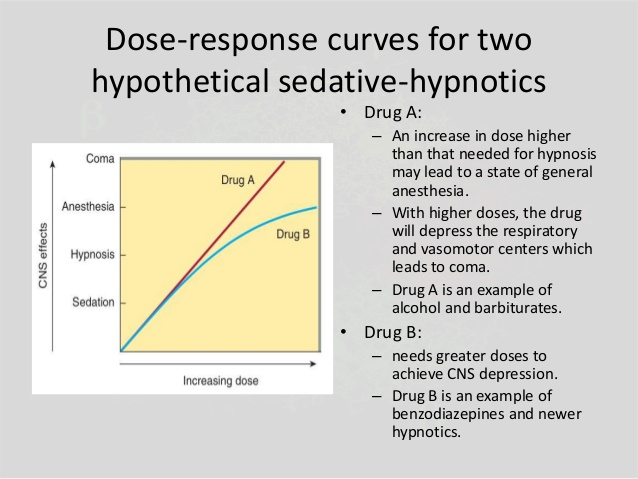 Dose-response curves for two
hypothetical sedative-hypnotics
CNS effects
Coma
Anesthesia
Hypnosis
Sedation
Drug A
Drug B
Increasing dose
• Drug A:
– An increase in dose higher
than that needed for hypnosis
may lead to a state of general
anesthesia.
– With higher doses, the drug
will depress the respiratory
and vasomotor centers which
leads to coma.
– Drug A is an example of
alcohol and barbiturates.
• Drug B:
– needs greater doses to
achieve CNS depression.
– Drug B is an example of
benzodiazepines and newer
hypnotics.